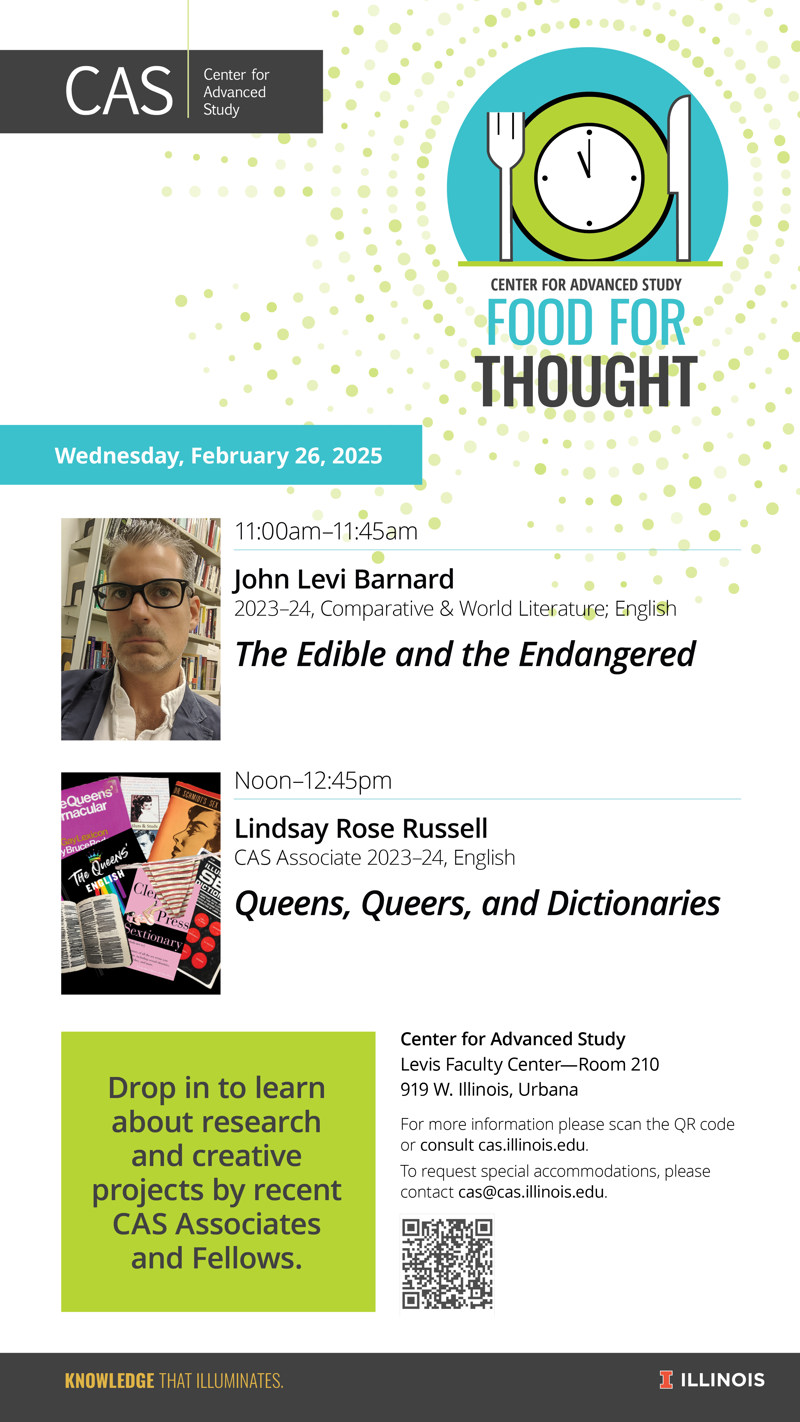 CAS
Center for
Advanced
Study
CENTER FOR ADVANCED STUDY
FOOD FOR
THOUGHT
Wednesday, February 26, 2025
11:00am–11:45am
John Levi Barnard
2023–24, Comparative & World Literature; English
The Edible and the Endangered
Noon–12:45pm
Lindsay Rose Russell
CAS Associate 2023–24, English
Queens, Queers, and Dictionaries
The Queens'
ENGLISH
Drop in to learn
about research
and creative
projects by recent
CAS Associates
and Fellows.
Center for Advanced Study
Levis Faculty Center—Room 210
919 W. Illinois, Urbana
For more information please scan the QR code
or consult cas.illinois.edu.
To request special accommodations, please
contact cas@cas.illinois.edu.
KNOWLEDGE THAT ILLUMINATES.
I ILLINOIS